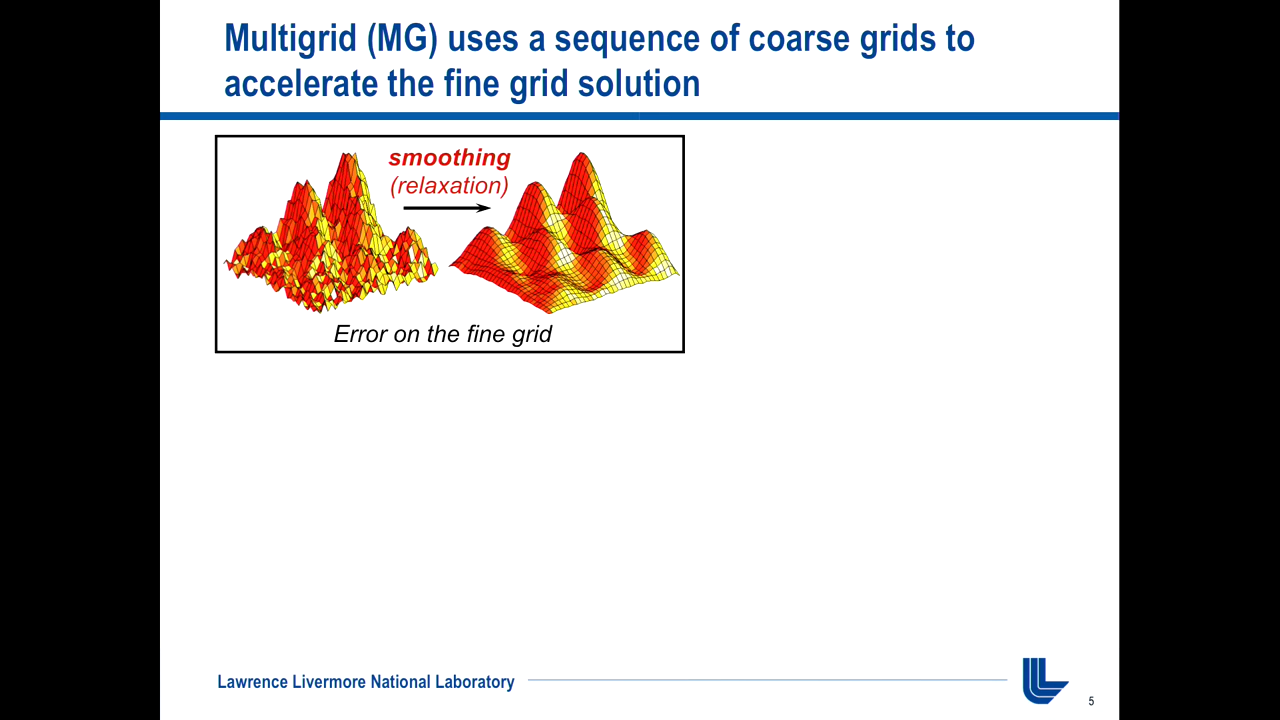 Multigrid (MG) uses a sequence of coarse grids to
accelerate the fine grid solution
smoothing
(relaxation)
Error on the fine grid
Lawrence Livermore National Laboratory
5